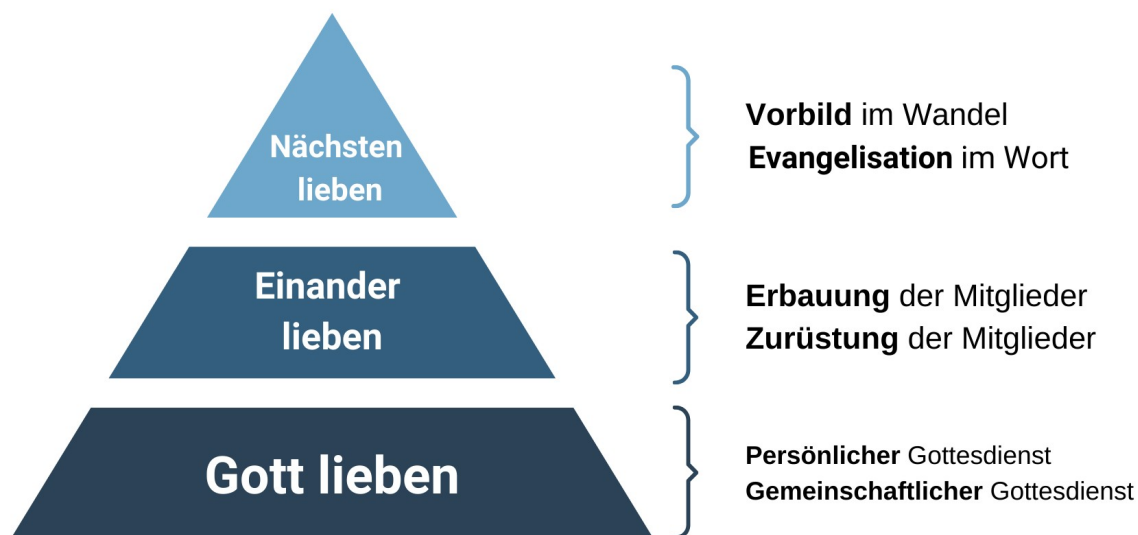 Nächsten
lieben
Vorbild im Wandel
Evangelisation im Wort
Einander
lieben
Erbauung der Mitglieder
Zurüstung der Mitglieder
Gott lieben
Persönlicher Gottesdienst
Gemeinschaftlicher Gottesdienst